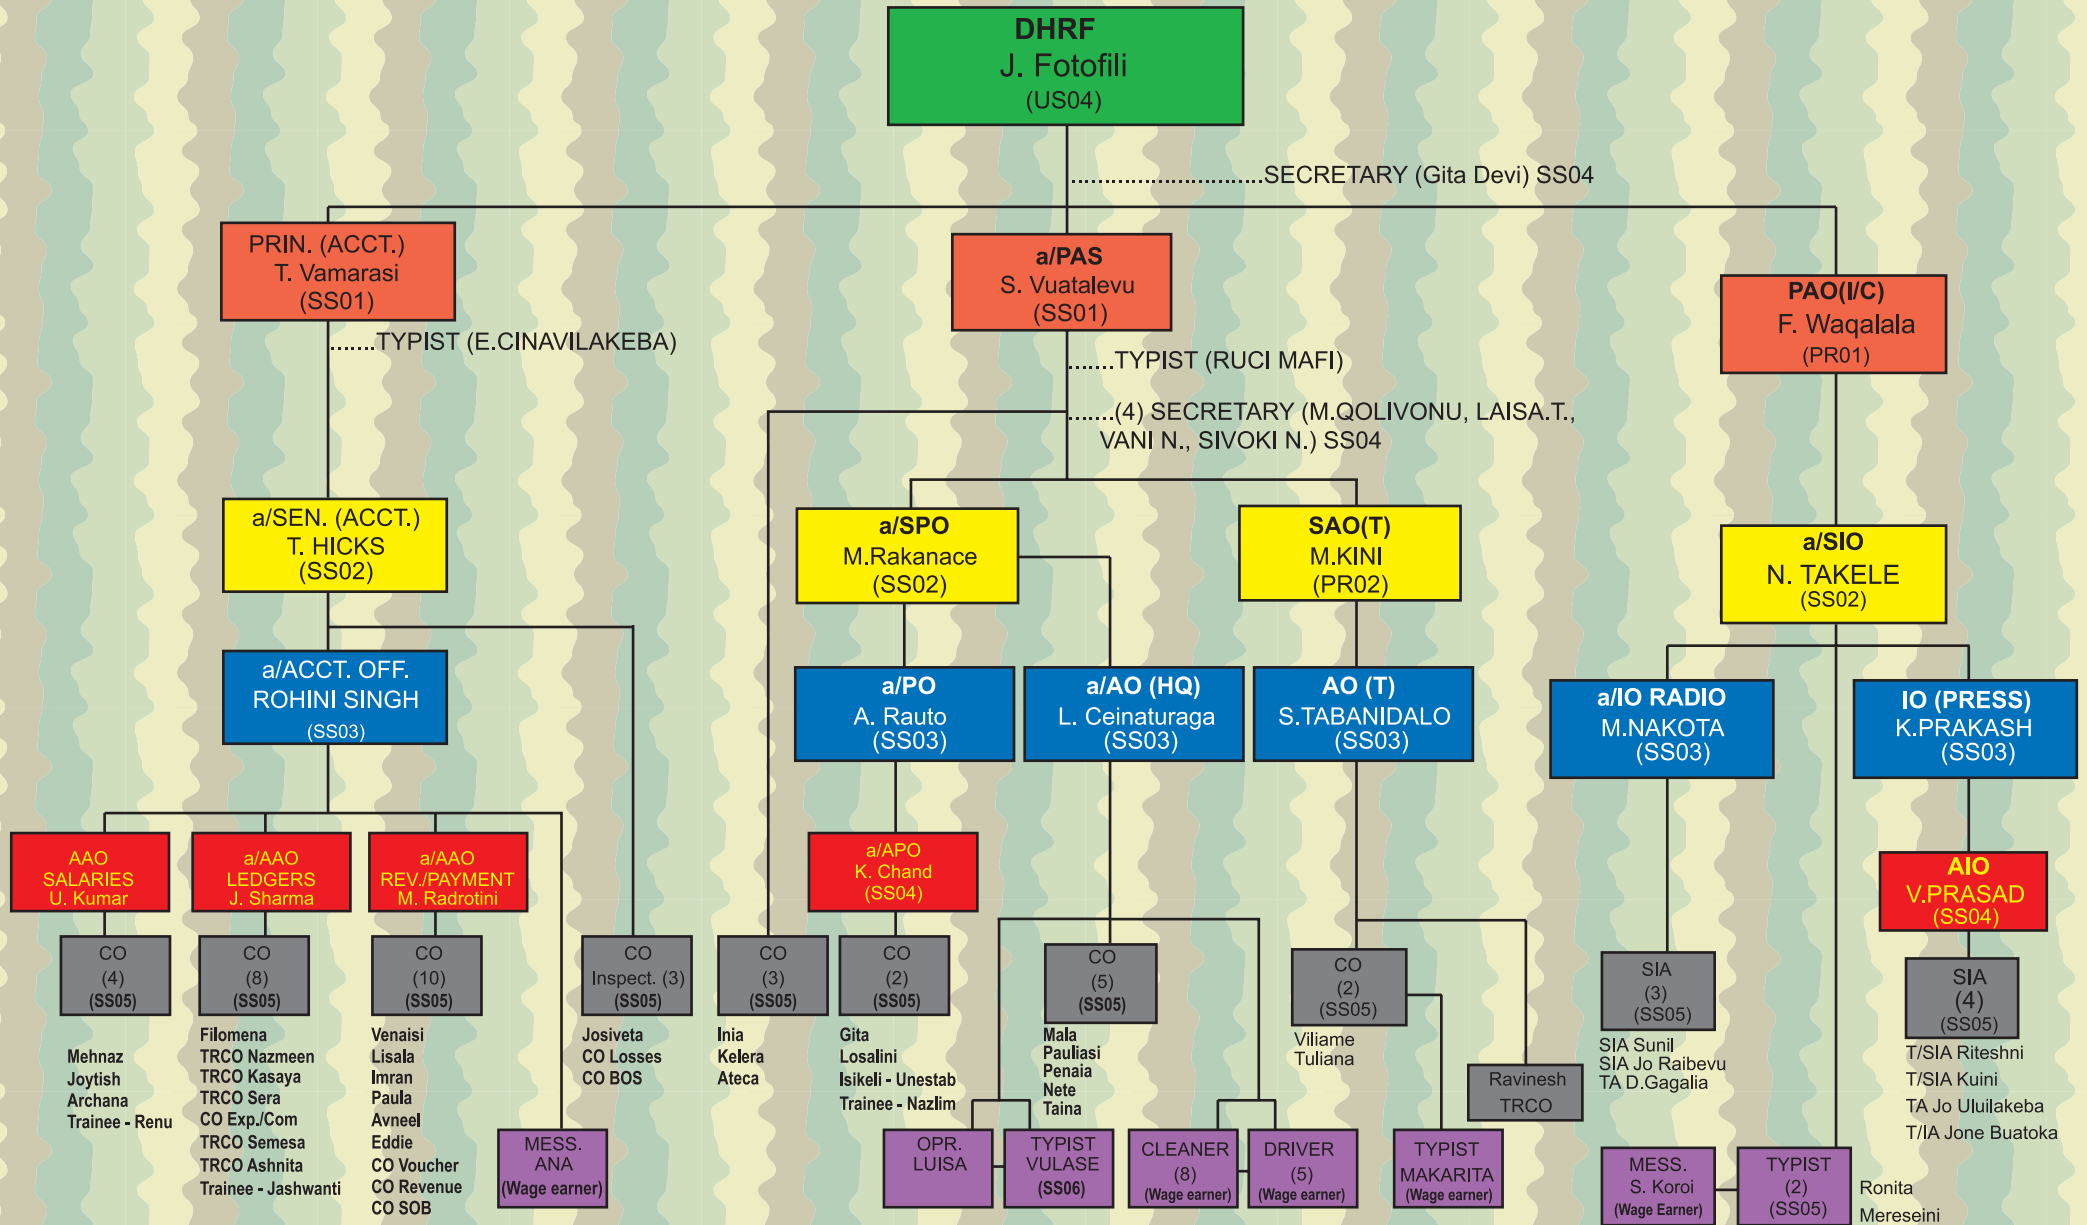 DHRF
J. Fotofili
(US04)
........................SECRETARY (Gita Devi) SS04
PRIN. (ACCT.)
T. Vamarasi
(SS01)
a/PAS
S. Vuatalevu
(SS01)
PAO(I/C)
F. Waqalala
(PR01)
.......TYPIST (E.CINAVILAKEBA)
.......TYPIST (RUCI MAFI)
.......(4) SECRETARY (M.QOLIVONU, LAISA.T.,
VANI N., SIVOKI N.) SS04
a/SEN. (ACCT.)
T. HICKS
(SS02)
a/SPO
M.Rakanace
(SS02)
SAO(T)
M.KINI
(PR02)
a/SIO
N. TAKELE
(SS02)
a/ACCT. OFF.
ROHINI SINGH
(SS03)
a/PO
A. Rauto
(SS03)
a/AO (HQ)
L. Ceinaturaga
(SS03)
AO (T)
S.TABANIDALO
(SS03)
a/IO RADIO
M.NAKOTA
(SS03)
IO (PRESS)
K.PRAKASH
(SS03)
AAO
SALARIES
U. Kumar
a/AAO
LEDGERS
J. Sharma
a/AAO
REV./PAYMENT
M. Radrotini
a/APO
K. Chand
(SS04)
AIO
V.PRASAD
(SS04)
CO
(4)
(SS05)
Mehnaz
Joytish
Archana
Trainee - Renu
CO
(8)
(SS05)
Filomena
TRCO Nazmeen
TRCO Kasaya
TRCO Sera
CO Exp./Com
TRCO Semesa
TRCO Ashnita
Trainee - Jashwanti
CO
(10)
(SS05)
Venaisi
Lisala
Imran
Paula
Avneel
Eddie
CO Voucher
CO Revenue
CO SOB
MESS.
ANA
(Wage earner)
CO
Inspect. (3)
(SS05)
Josiveta
CO Losses
CO BOS
CO
(3)
(SS05)
Inia
Kelera
Ateca
CO
(2)
(SS05)
Gita
Losalini
Isikeli - Unestab
Trainee - Nazlim
CO
(5)
(SS05)
Mala
Pauliasi
Penaia
Nete
Taina
OPR.
LUISA
TYPIST
VULASE
(SS06)
CLEANER
(8)
(Wage earner)
DRIVER
(5)
(Wage earner)
CO
(2)
(SS05)
Viliame
Tuliana
TYPIST
MAKARITA
(Wage earner)
Ravinesh
TRCO
SIA
(3)
(SS05)
SIA Sunil
SIA Jo Raibevu
TA D.Gagalia
SIA
(4)
(SS05)
T/SIA Riteshni
T/SIA Kuini
TA Jo Uluilakeba
T/IA Jone Buatoka
MESS.
S. Koroi
(Wage Earner)
TYPIST
(2)
(SS05)
Ronita
Mereseini